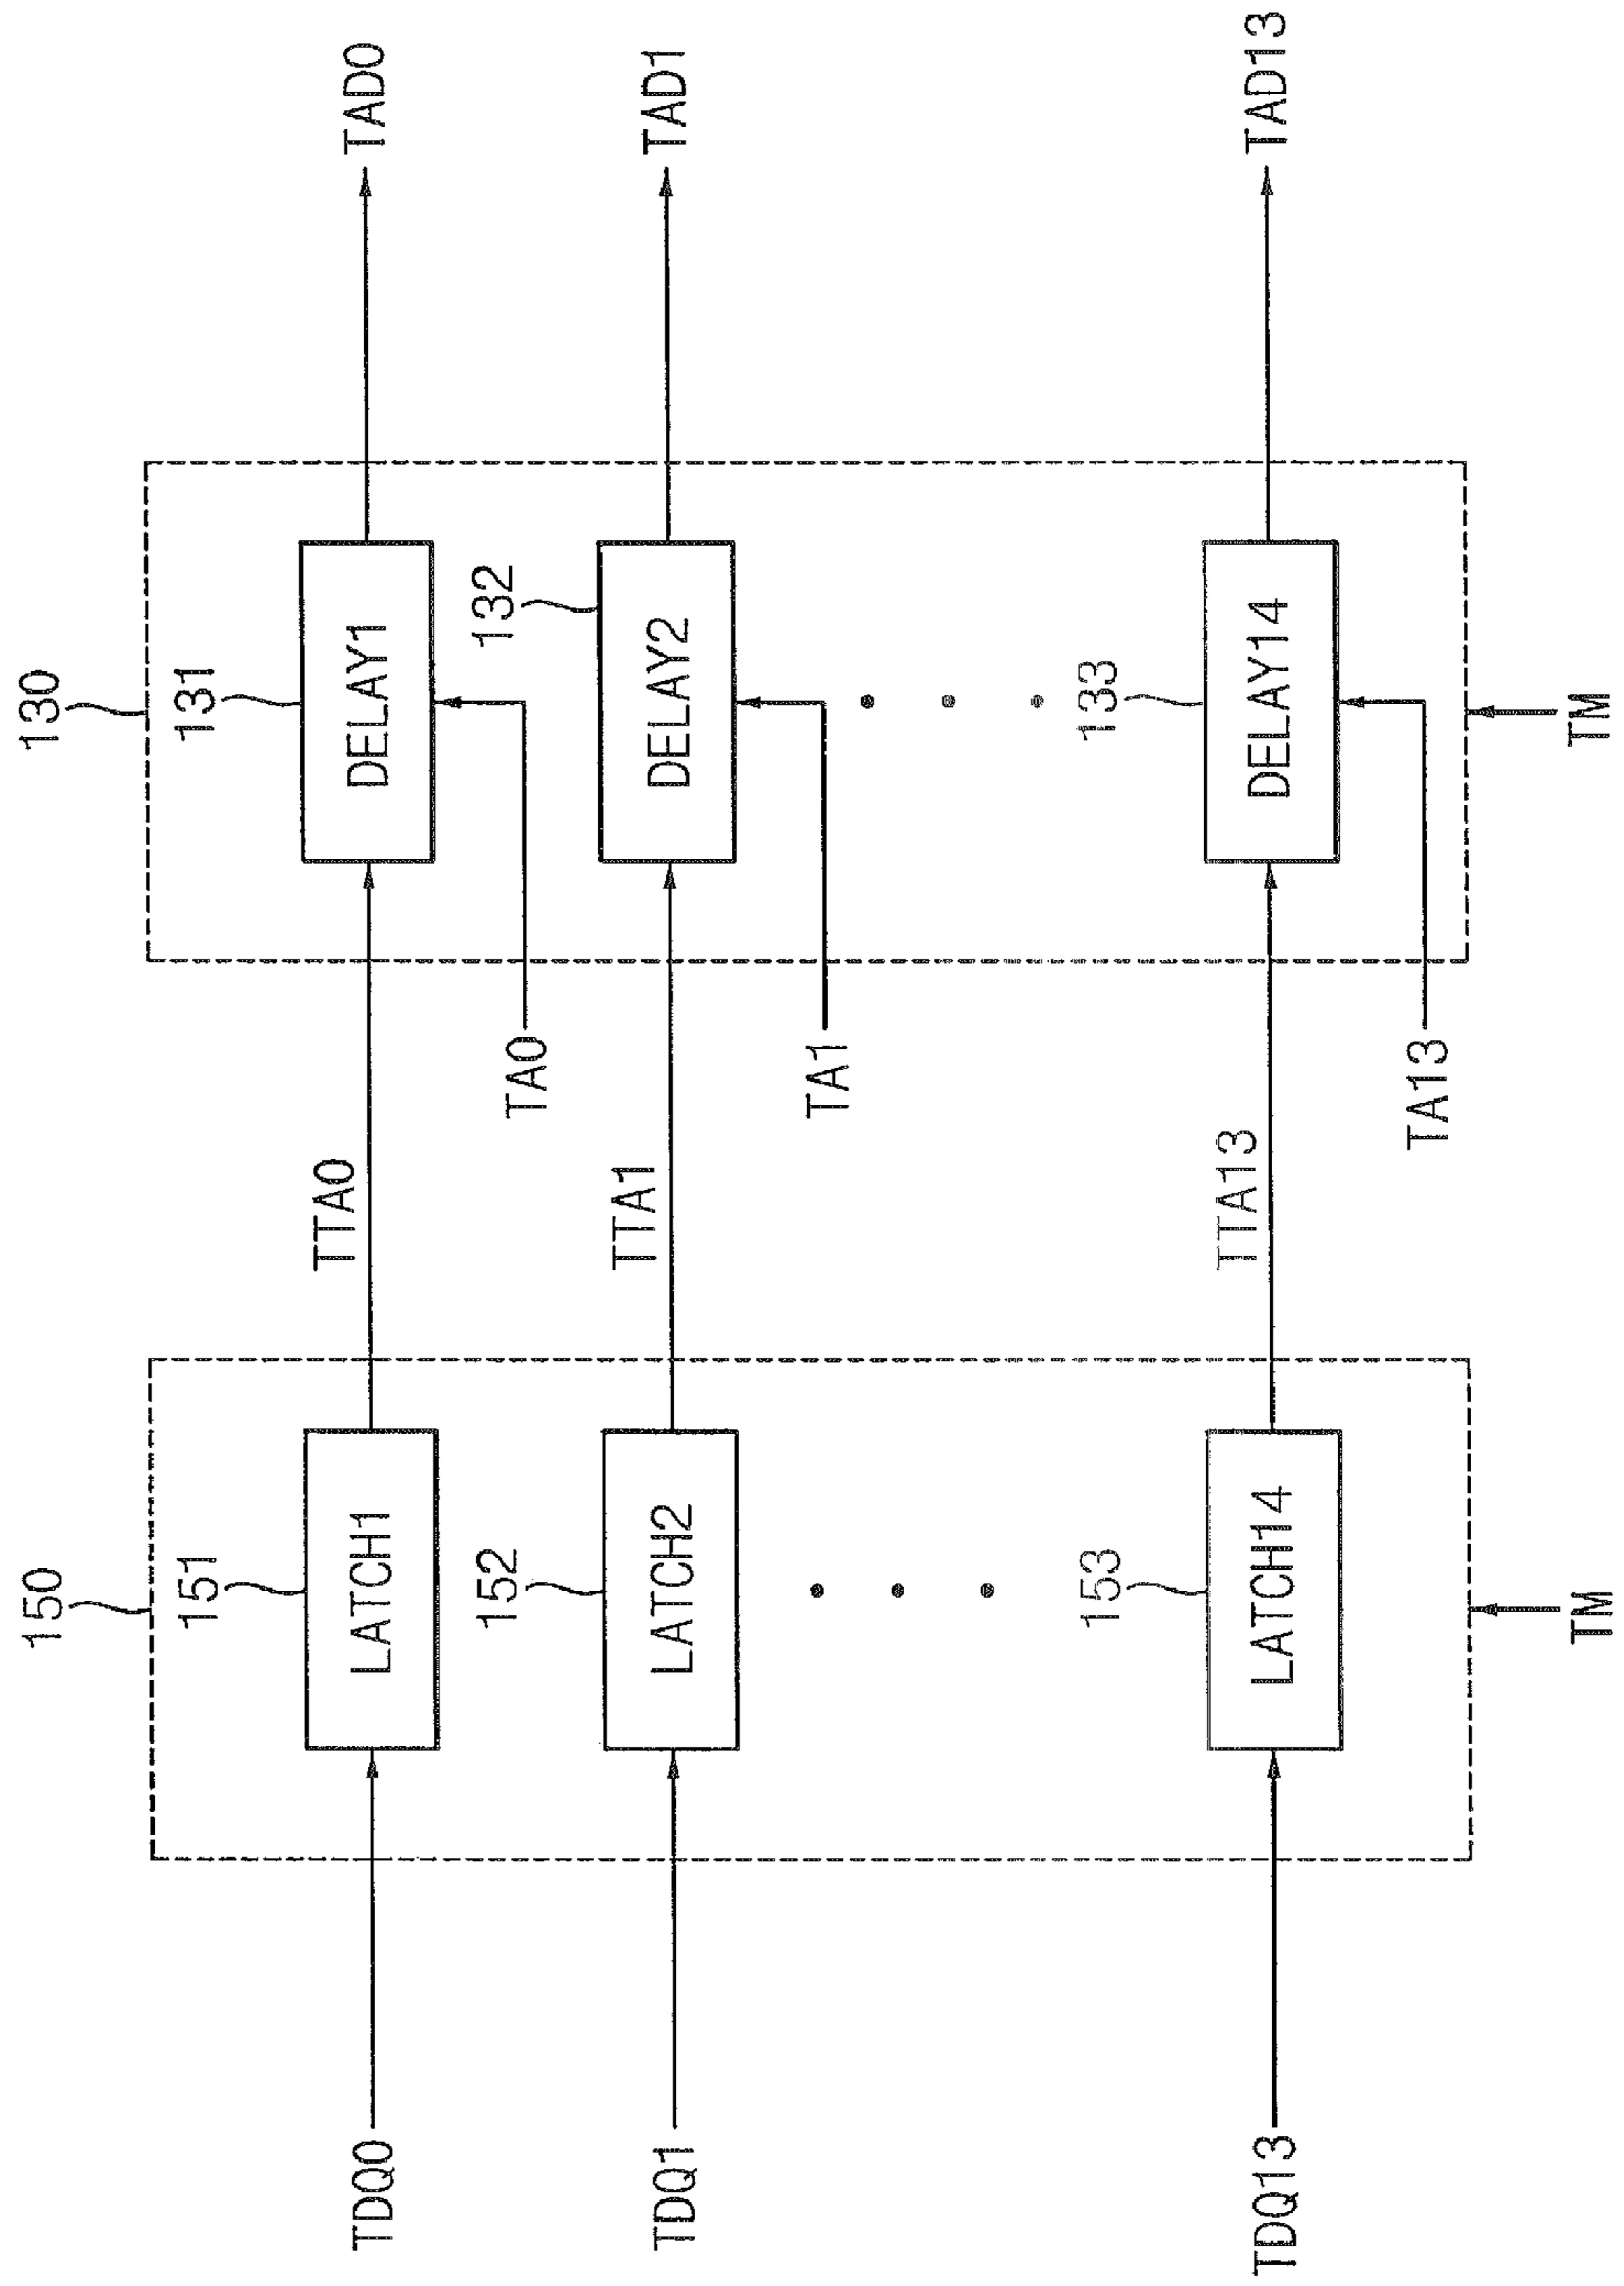 150
130
151
131
TDQ0
LATCH1
TTA0
DELAY1
TAD0
TA0
152
132
TDQ1
LATCH2
TTA1
DELAY2
TAD1
TA1
153
133
TDQ13
LATCH14
TTA13
DELAY14
TAD13
TA13
TM
TM